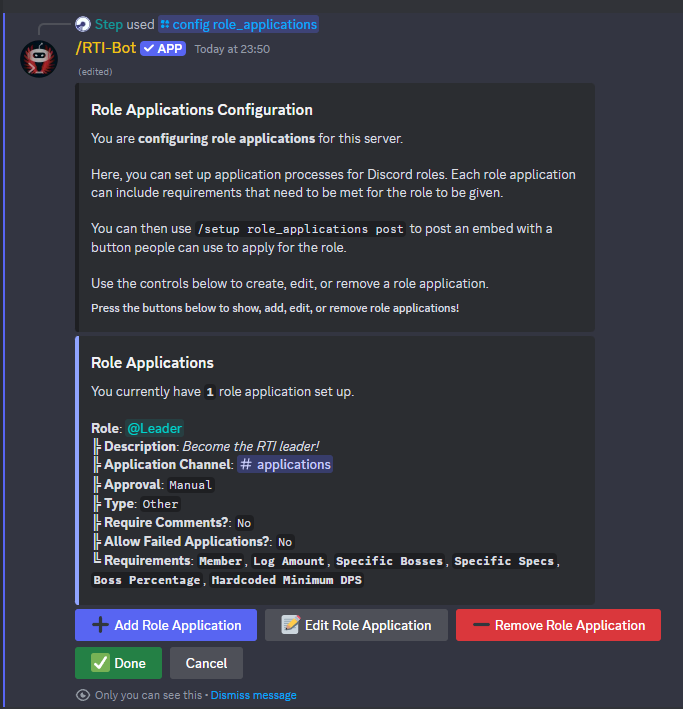 Step used config role_applications
/RTI-Bot ✓ APP Today at 23:50
(edited)
Role Applications Configuration
You are configuring role applications for this server.
Here, you can set up application processes for Discord roles. Each role application
can include requirements that need to be met for the role to be given.
You can then use /setup role_applications post to post an embed with a
button people can use to apply for the role.
Use the controls below to create, edit, or remove a role application.
Press the buttons below to show, add, edit, or remove role applications!
Role Applications
You currently have 1 role application set up.
Role: @Leader
╠ Description: Become the RTI leader!
╠ Application Channel: # applications
╠ Approval: Manual
╠ Type: Other
╠ Require Comments?: No
╠ Allow Failed Applications?: No
╚ Requirements: Member, Log Amount, Specific Bosses, Specific Specs,
Boss Percentage, Hardcoded Minimum DPS
Add Role Application Edit Role Application Remove Role Application
Done Cancel
Only you can see this • Dismiss message